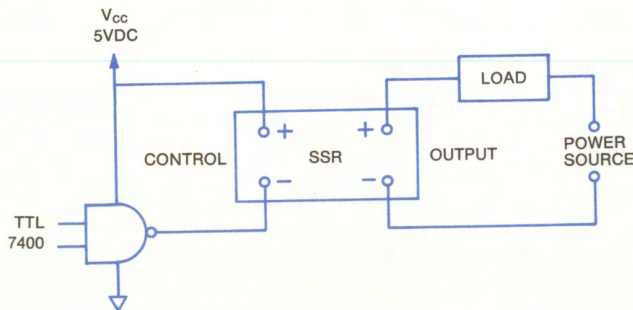 VCC
5VDC
LOAD
+ +
CONTROL SSR OUTPUT
POWER
SOURCE
− −
TTL
7400